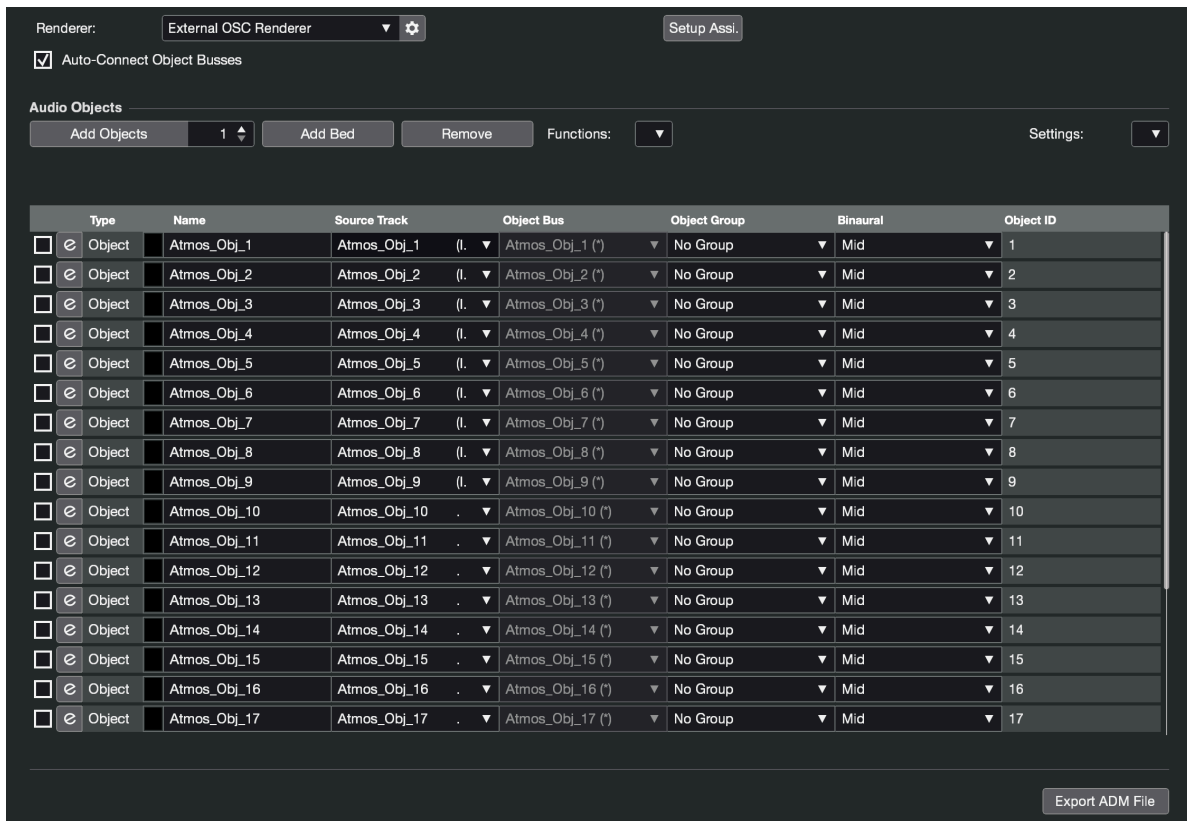 Renderer: External OSC Renderer Setup Assi.
Auto-Connect Object Busses
Audio Objects
Add Objects 1 Add Bed Remove Functions: Settings:
Type Name Source Track Object Bus Object Group Binaural Object ID
e Object Atmos_Obj_1 Atmos_Obj_1 (I. Atmos_Obj_1 (*) No Group Mid 1
e Object Atmos_Obj_2 Atmos_Obj_2 (I. Atmos_Obj_2 (*) No Group Mid 2
e Object Atmos_Obj_3 Atmos_Obj_3 (I. Atmos_Obj_3 (*) No Group Mid 3
e Object Atmos_Obj_4 Atmos_Obj_4 (I. Atmos_Obj_4 (*) No Group Mid 4
e Object Atmos_Obj_5 Atmos_Obj_5 (I. Atmos_Obj_5 (*) No Group Mid 5
e Object Atmos_Obj_6 Atmos_Obj_6 (I. Atmos_Obj_6 (*) No Group Mid 6
e Object Atmos_Obj_7 Atmos_Obj_7 (I. Atmos_Obj_7 (*) No Group Mid 7
e Object Atmos_Obj_8 Atmos_Obj_8 (I. Atmos_Obj_8 (*) No Group Mid 8
e Object Atmos_Obj_9 Atmos_Obj_9 (I. Atmos_Obj_9 (*) No Group Mid 9
e Object Atmos_Obj_10 Atmos_Obj_10 . Atmos_Obj_10 (*) No Group Mid 10
e Object Atmos_Obj_11 Atmos_Obj_11 . Atmos_Obj_11 (*) No Group Mid 11
e Object Atmos_Obj_12 Atmos_Obj_12 . Atmos_Obj_12 (*) No Group Mid 12
e Object Atmos_Obj_13 Atmos_Obj_13 . Atmos_Obj_13 (*) No Group Mid 13
e Object Atmos_Obj_14 Atmos_Obj_14 . Atmos_Obj_14 (*) No Group Mid 14
e Object Atmos_Obj_15 Atmos_Obj_15 . Atmos_Obj_15 (*) No Group Mid 15
e Object Atmos_Obj_16 Atmos_Obj_16 . Atmos_Obj_16 (*) No Group Mid 16
e Object Atmos_Obj_17 Atmos_Obj_17 . Atmos_Obj_17 (*) No Group Mid 17
Export ADM File